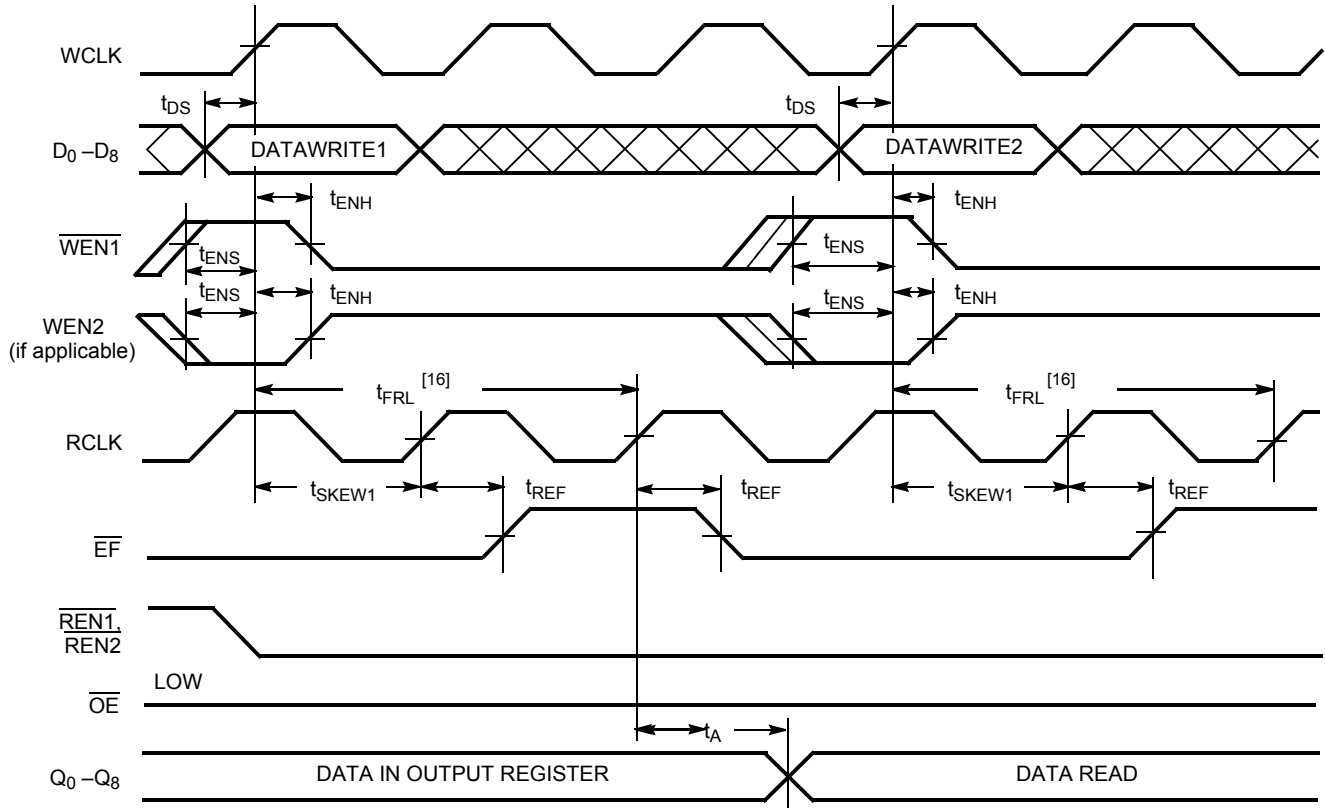 WCLK
tDS tDS
D0 –D8 DATAWRITE1 DATAWRITE2
tENH tENH
WEN1 tENS tENS
tENS tENH tENS tENH
WEN2
(if applicable)
tFRL [16] tFRL [16]
RCLK
tSKEW1 tREF tREF tSKEW1 tREF
EF
REN1,
REN2
LOW
OE
tA
Q0 –Q8 DATA IN OUTPUT REGISTER DATA READ